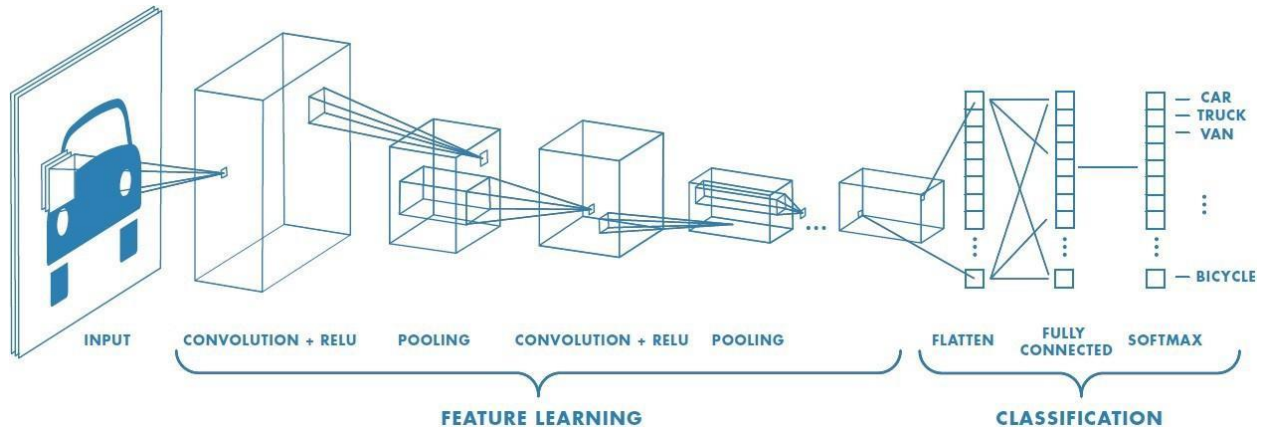 CAR
TRUCK
VAN
BICYCLE
INPUT
CONVOLUTION + RELU
POOLING
CONVOLUTION + RELU
POOLING
FLATTEN
FULLY
CONNECTED
SOFTMAX
FEATURE LEARNING
CLASSIFICATION